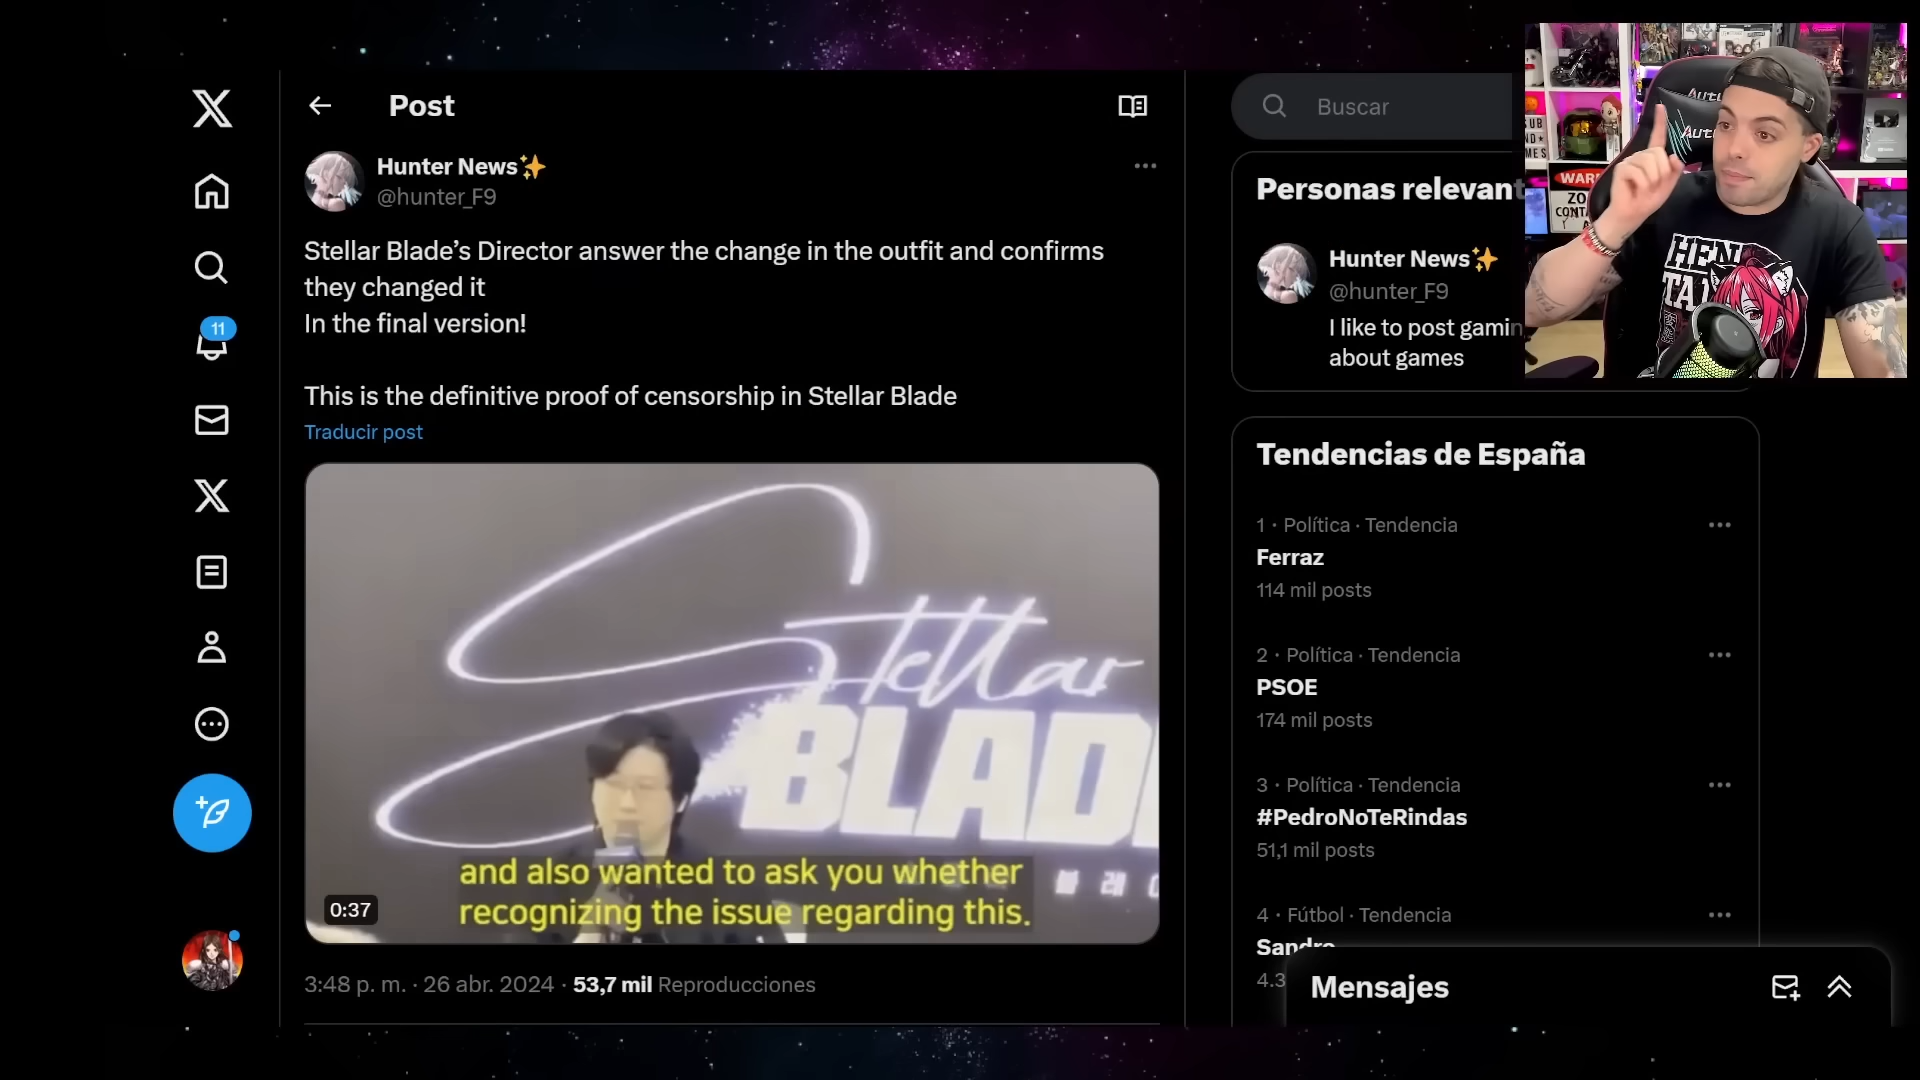 Post
Hunter News✨
@hunter_F9
Stellar Blade’s Director answer the change in the outfit and confirms
they changed it
In the final version!
This is the definitive proof of censorship in Stellar Blade
Traducir post
Stellar
and also wanted to ask you whether
recognizing the issue regarding this.
0:37
3:48 p. m. · 26 abr. 2024 · 53,7 mil Reproducciones
11
Buscar
Personas relevant
Hunter News✨
@hunter_F9
I like to post gamin
about games
Tendencias de España
1 · Política · Tendencia
Ferraz
114 mil posts
2 · Política · Tendencia
PSOE
174 mil posts
3 · Política · Tendencia
#PedroNoTeRindas
51,1 mil posts
4 · Fútbol · Tendencia
Sandro
4.3
Mensajes
HEN
TAI